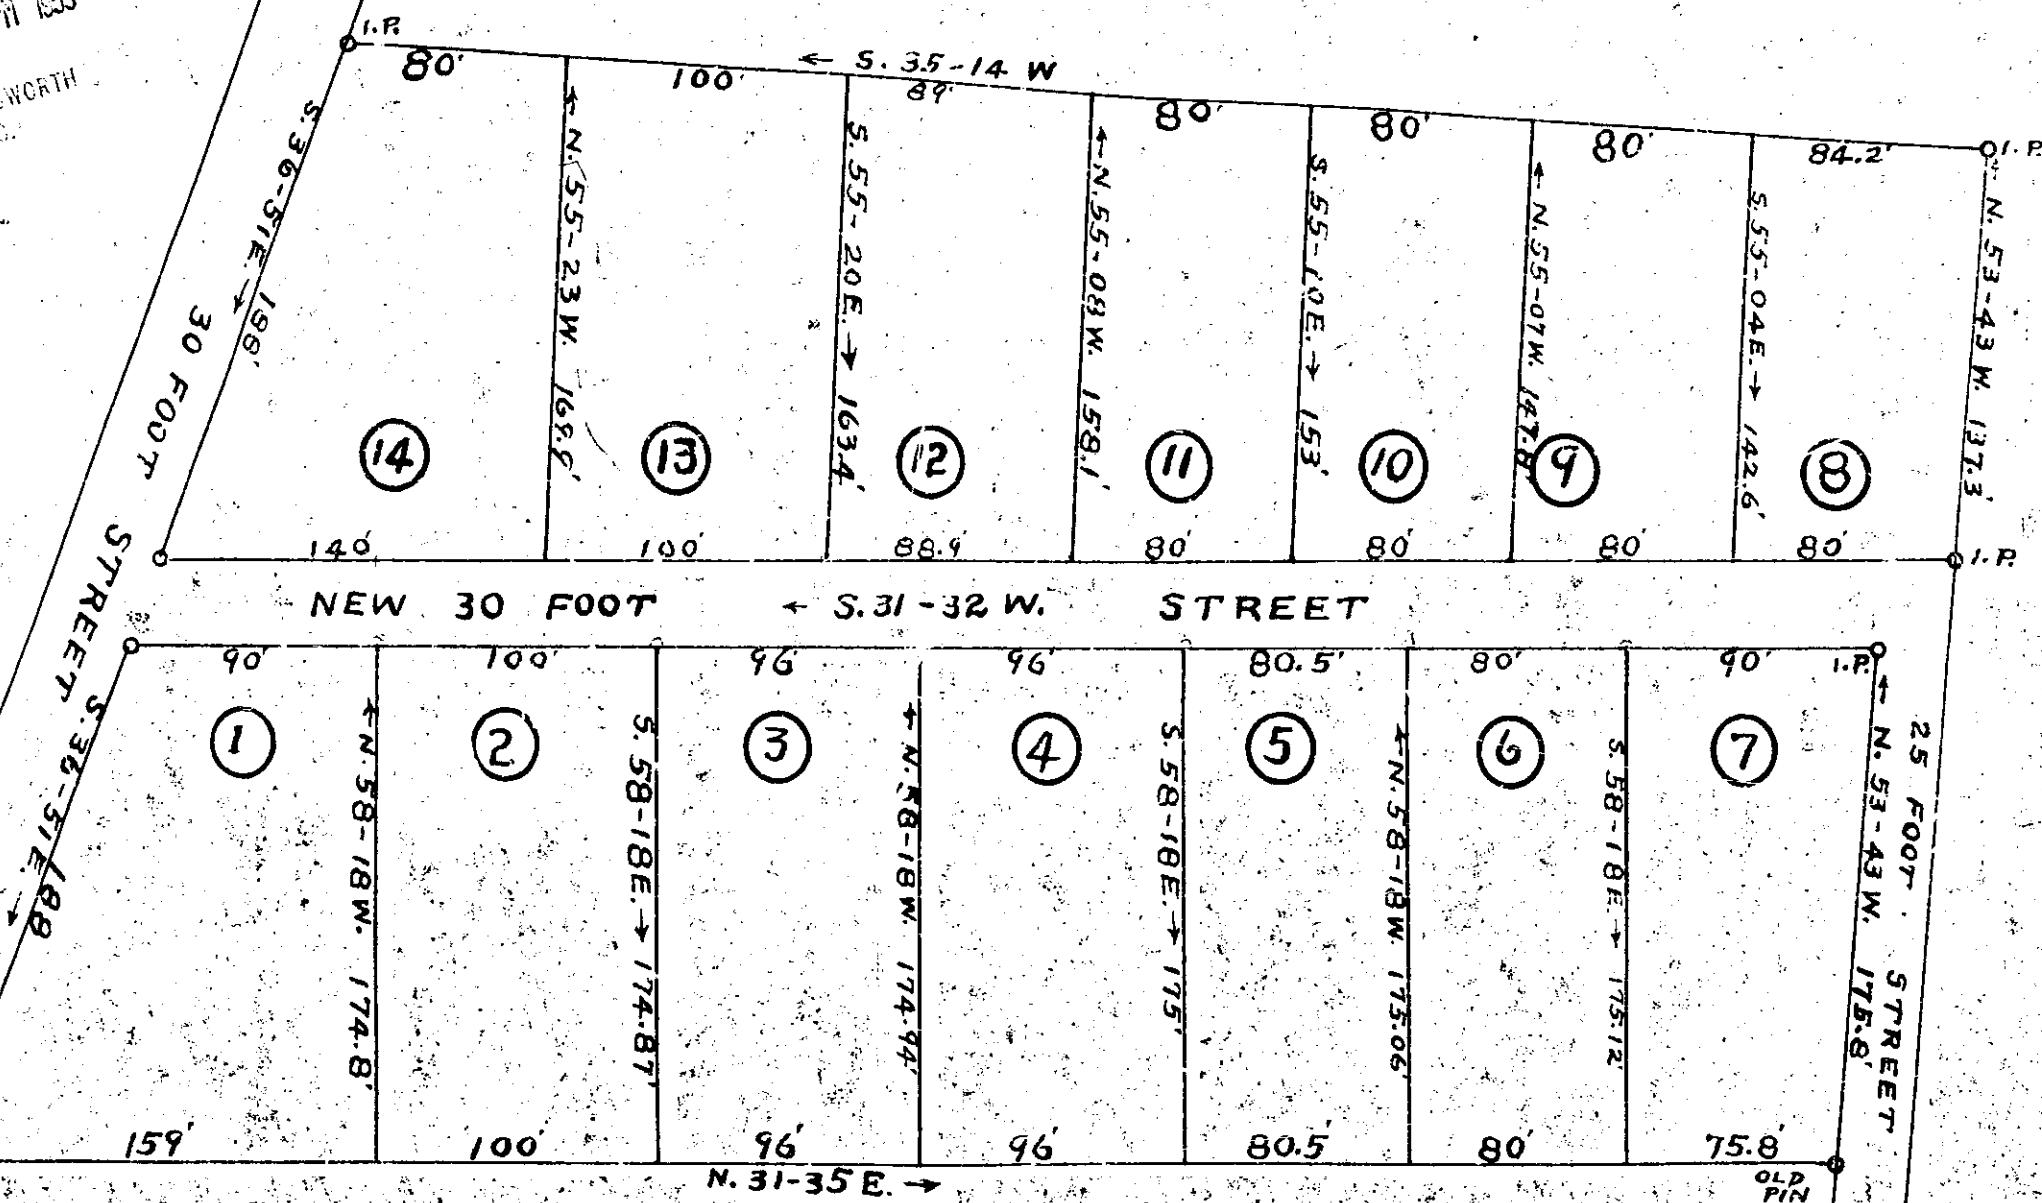 WORTH
I.P.
80' 100' ← S. 35-14 W 89' 80' 80' 80' 84.2' I.P.
S. 36-51 E. → 198'
← N. 55-23 W.
S. 55-20 E. → 163.4'
← N. 55-08 W. 158.1'
S. 55-10 E. → 153'
← N. 55-07 W. 147.8'
S. 55-04 E. → 142.6'
← N. 53-43 W. 137.3'
30 FOOT STREET
14 13 12 11 10 9 8
140' 100' 88.9' 80' 80' 80' 80' I.P.
NEW 30 FOOT ← S. 31-32 W. STREET
90' 100' 96' 96' 80.5' 80' 90' I.P.
1 2 3 4 5 6 7
S. 36-51 E. → 188
← N. 58-18 W. 174.8'
S. 58-18 E. → 174.87'
← N. 58-18 W. 174.94'
S. 58-18 E. → 175'
← N. 58-18 W. 175.06'
S. 58-18 E. → 175.12'
← N. 53-43 W. 175.8'
25 FOOT STREET
159' 100' 96' 96' 80.5' 80' 75.8'
N. 31-35 E. →
OLD
PIN